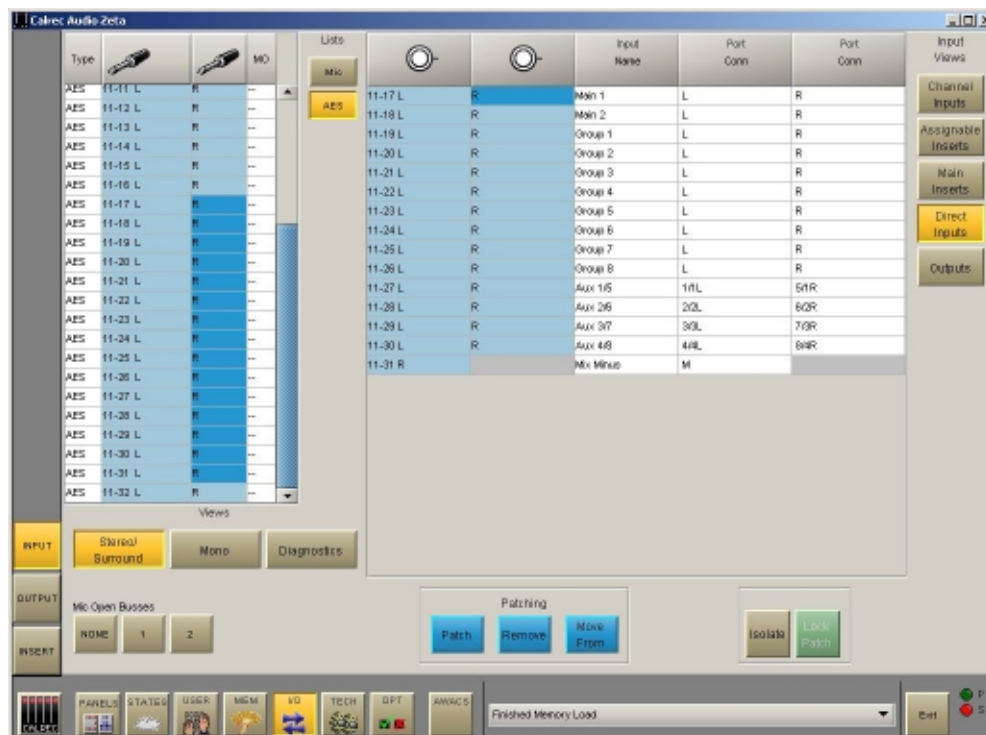 Calrec Audio Zeta
Type
MO
AES 11-11 L R --
AES 11-12 L R --
AES 11-13 L R --
AES 11-14 L R --
AES 11-15 L R --
AES 11-16 L R --
AES 11-17 L R --
AES 11-18 L R --
AES 11-19 L R --
AES 11-20 L R --
AES 11-21 L R --
AES 11-22 L R --
AES 11-23 L R --
AES 11-24 L R --
AES 11-25 L R --
AES 11-26 L R --
AES 11-27 L R --
AES 11-28 L R --
AES 11-29 L R --
AES 11-30 L R --
AES 11-31 L R --
AES 11-32 L R --
Lists
Mic
AES
Input Name
Port Conn
Port Conn
11-17 L R Main 1 L R
11-18 L R Main 2 L R
11-19 L R Group 1 L R
11-20 L R Group 2 L R
11-21 L R Group 3 L R
11-22 L R Group 4 L R
11-23 L R Group 5 L R
11-24 L R Group 6 L R
11-25 L R Group 7 L R
11-26 L R Group 8 L R
11-27 L R Aux 1/5 1/1L 5/1R
11-28 L R Aux 2/6 2/2L 6/2R
11-29 L R Aux 3/7 3/3L 7/3R
11-30 L R Aux 4/8 4/4L 8/4R
11-31 R Mix Minus M
Input Views
Channel Inputs
Assignable Inserts
Main Inserts
Direct Inputs
Outputs
Views
INPUT
Stereo/ Surround
Mono
Diagnostics
OUTPUT
INSERT
Mic Open Busses
NONE
1
2
Patching
Patch
Remove
Move From
Isolate
Lock Patch
CALREC
PANELS
STATES
USER
MEM
I/O
TECH
OPT
AWACS
Finished Memory Load
Exit
P
S